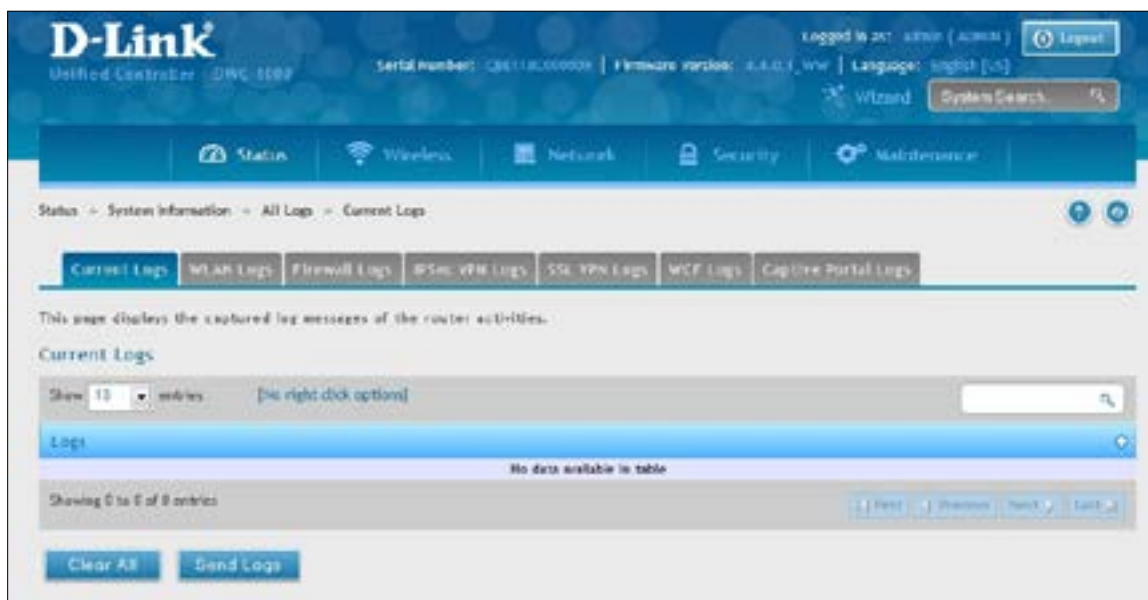 D-Link
Logged in as: admin ( ADMIN ) Logout
Unified Controller - DWC-1000
Serial Number: Firmware Version: Language: English [US]
Wizard System Search..
Status Wireless Network Security Maintenance
Status » System Information » All Logs » Current Logs
Current Logs WLAN Logs Firewall Logs IPSec VPN Logs SSL VPN Logs WCF Logs Captive Portal Logs
This page displays the captured log messages of the router activities.
Current Logs
Show 10 entries [No right click options]
Logs
No data available in table
Showing 0 to 0 of 0 entries
First Previous Next Last
Clear All Send Logs